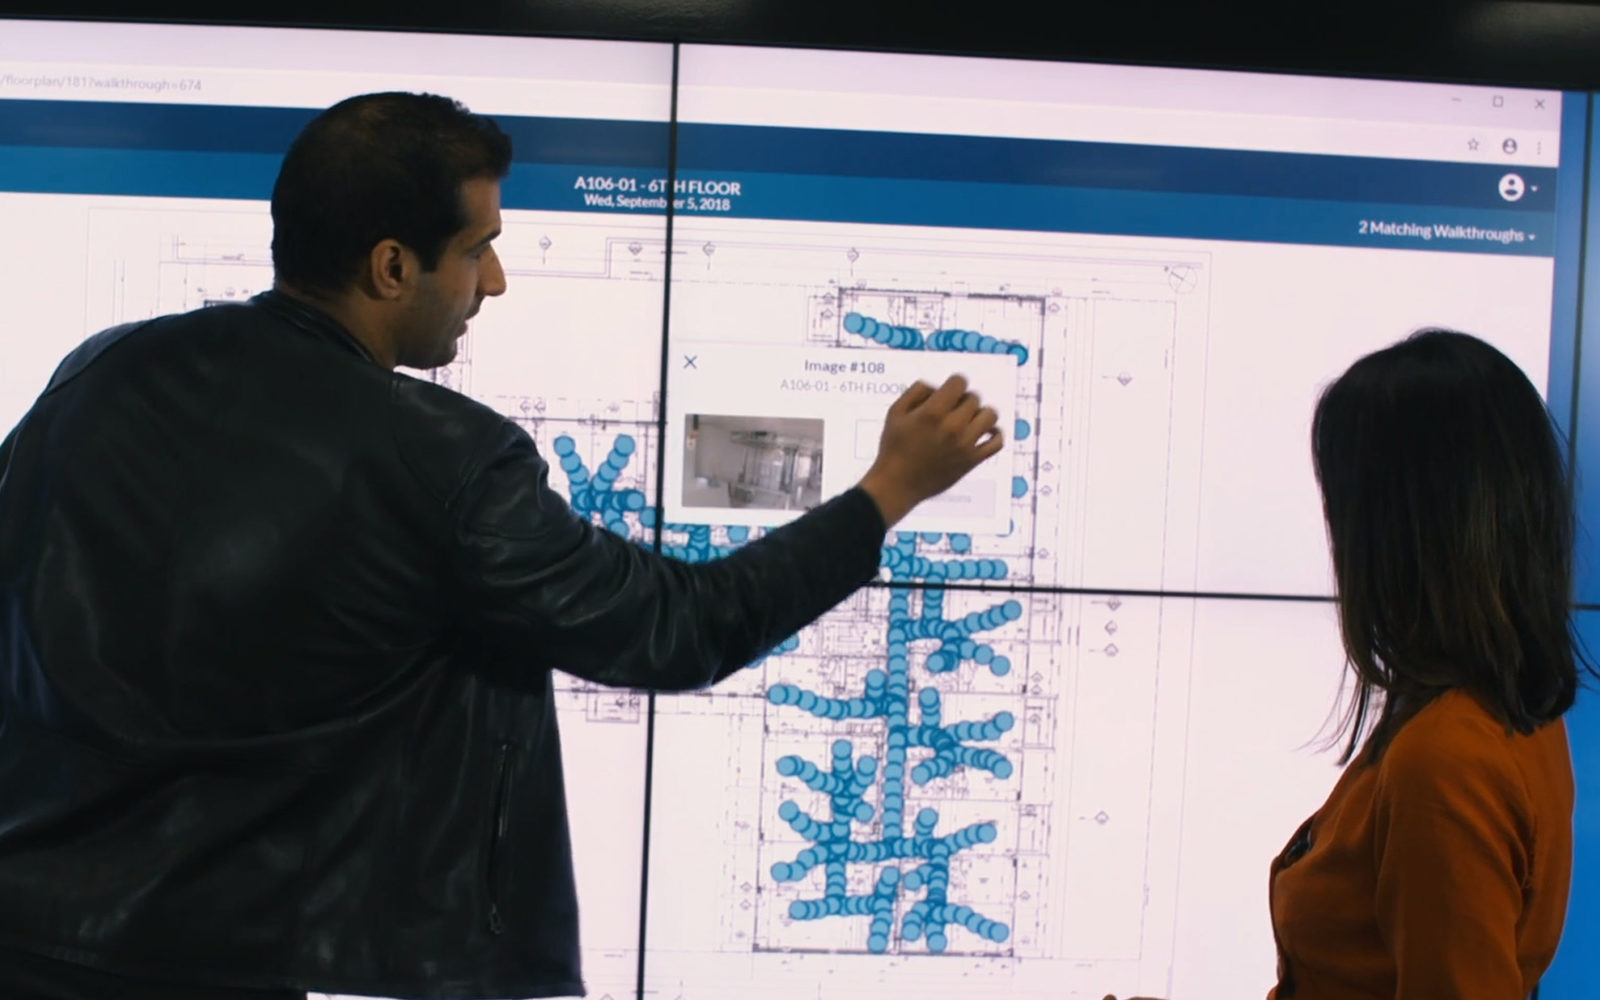 /floorplan/181?walkthrough=674
A106-01 - 6TH FLOOR
Wed, September 5, 2018
2 Matching Walkthroughs
Image #108
A106-01 - 6TH FLOOR